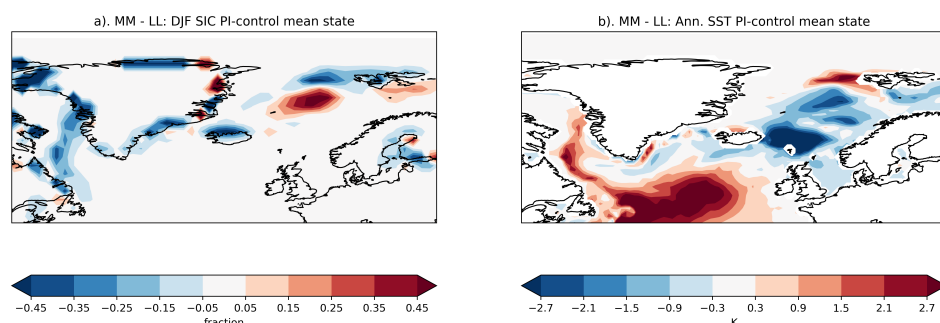 a). MM - LL: DJF SIC PI-control mean state
b). MM - LL: Ann. SST PI-control mean state
−0.45 −0.35 −0.25 −0.15 −0.05 0.05 0.15 0.25 0.35 0.45
−2.7 −2.1 −1.5 −0.9 −0.3 0.3 0.9 1.5 2.1 2.7
fraction
K